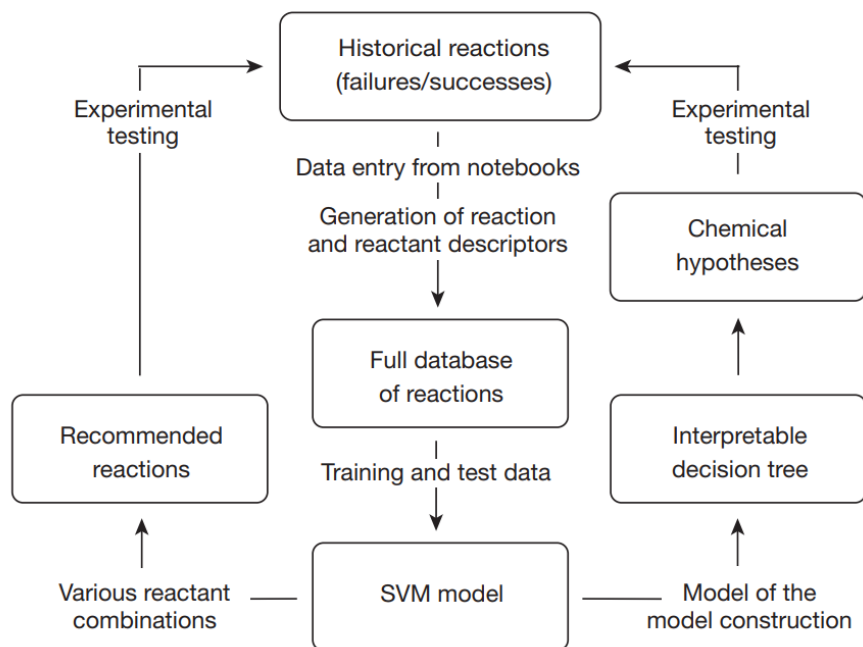 Historical reactions
(failures/successes)
Experimental
testing
Experimental
testing
Data entry from notebooks
Generation of reaction
and reactant descriptors
Chemical
hypotheses
Full database
of reactions
Recommended
reactions
Interpretable
decision tree
Training and test data
Various reactant
combinations
SVM model
Model of the
model construction